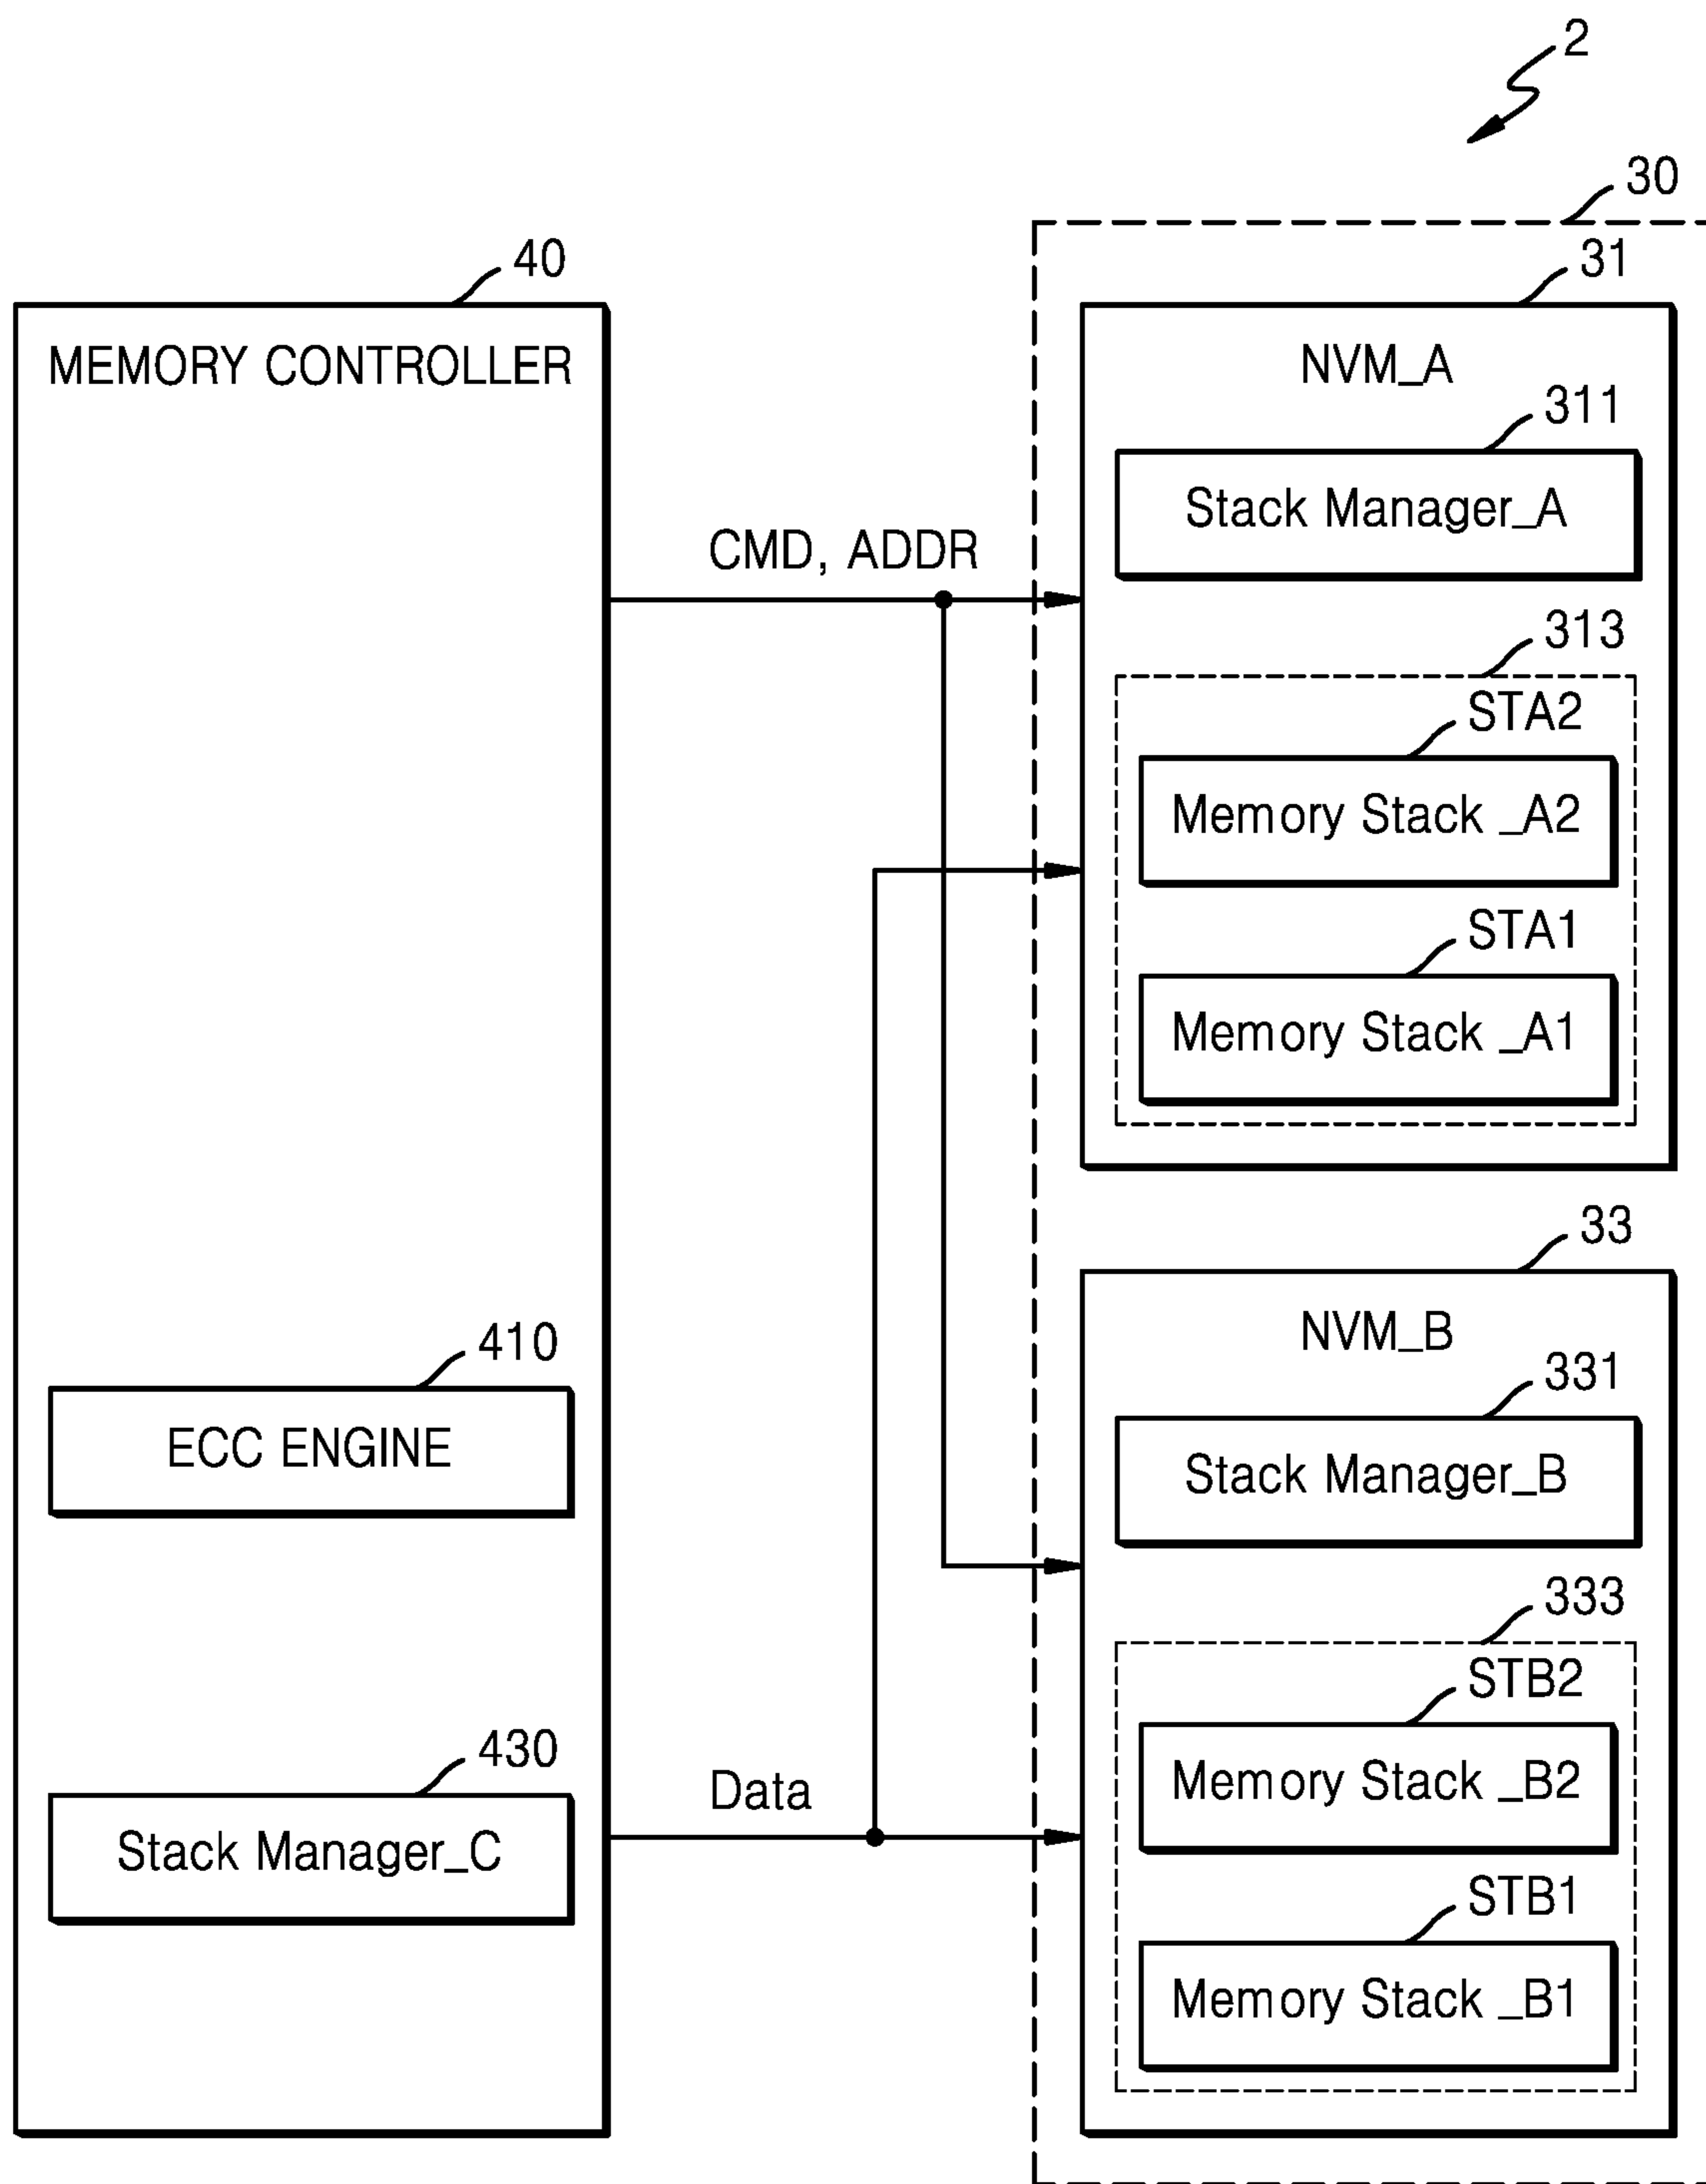 2
30
40
MEMORY CONTROLLER
31
NVM_A
311
Stack Manager_A
CMD, ADDR
313
STA2
Memory Stack _A2
STA1
Memory Stack _A1
33
NVM_B
410
ECC ENGINE
331
Stack Manager_B
333
STB2
Memory Stack _B2
430
Stack Manager_C
Data
STB1
Memory Stack _B1